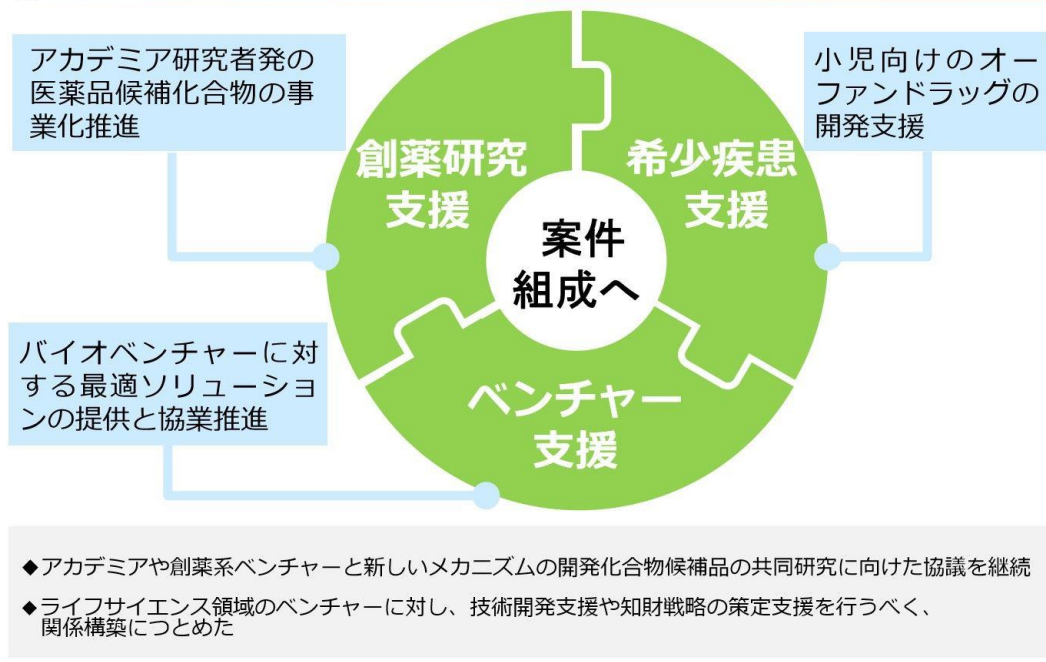 アカデミア研究者発の
医薬品候補化合物の事
業化推進
小児向けのオー
ファンドラッグの
開発支援
創薬研究
支援
希少疾患
支援
案件
組成へ
バイオベンチャーに対
する最適ソリューショ
ンの提供と協業推進
ベンチャー
支援
◆アカデミアや創薬系ベンチャーと新しいメカニズムの開発化合物候補品の共同研究に向けた協議を継続
◆ライフサイエンス領域のベンチャーに対し、技術開発支援や知財戦略の策定支援を行うべく、
関係構築につとめた